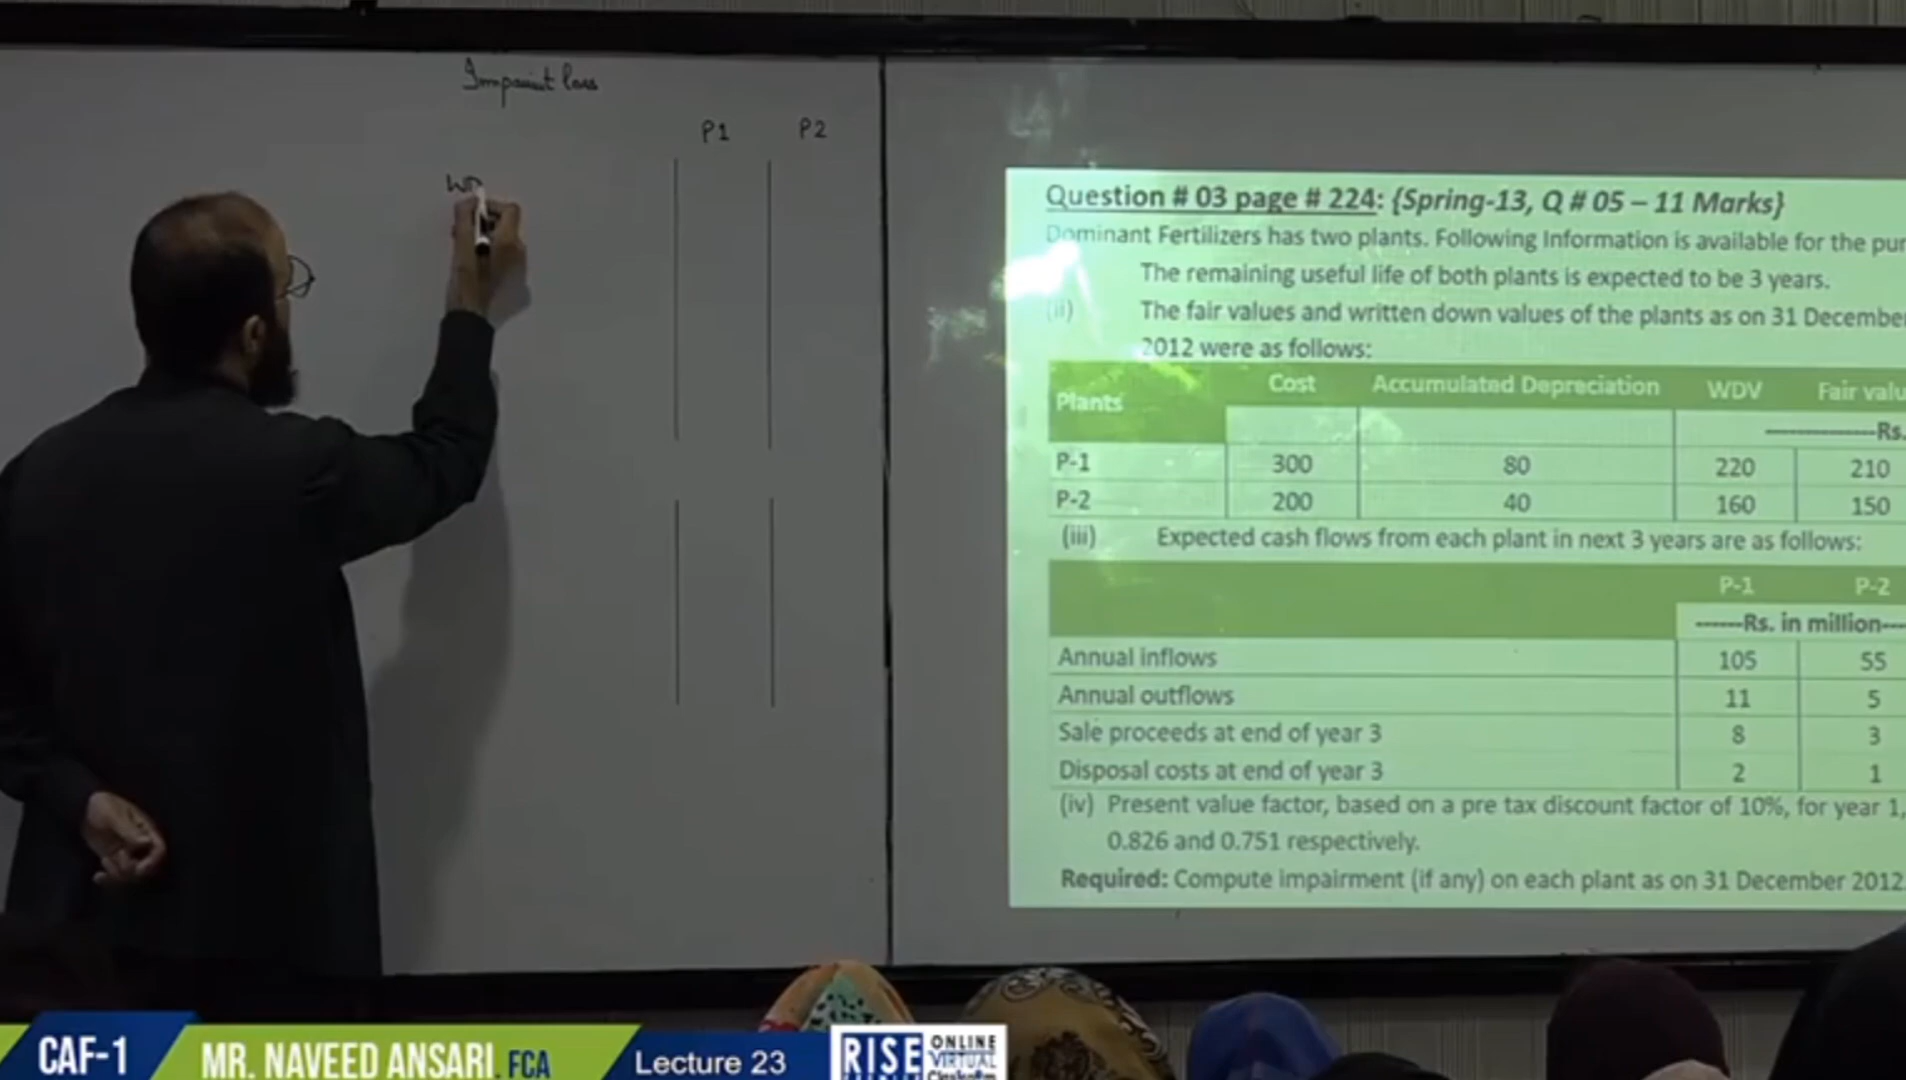 Impairt loss
P1 P2
WD
Question # 03 page # 224: {Spring-13, Q # 05 – 11 Marks}
Dominant Fertilizers has two plants. Following Information is available for the pur
The remaining useful life of both plants is expected to be 3 years.
(ii) The fair values and written down values of the plants as on 31 December
2012 were as follows:
Plants Cost Accumulated Depreciation WDV Fair valu
--------------Rs.
P-1 300 80 220 210
P-2 200 40 160 150
(iii) Expected cash flows from each plant in next 3 years are as follows:
P-1 P-2
------Rs. in million---
Annual inflows 105 55
Annual outflows 11 5
Sale proceeds at end of year 3 8 3
Disposal costs at end of year 3 2 1
(iv) Present value factor, based on a pre tax discount factor of 10%, for year 1,
0.826 and 0.751 respectively.
Required: Compute impairment (if any) on each plant as on 31 December 2012
CAF-1 MR. NAVEED ANSARI, FCA Lecture 23 RISE ONLINE
VIRTUAL